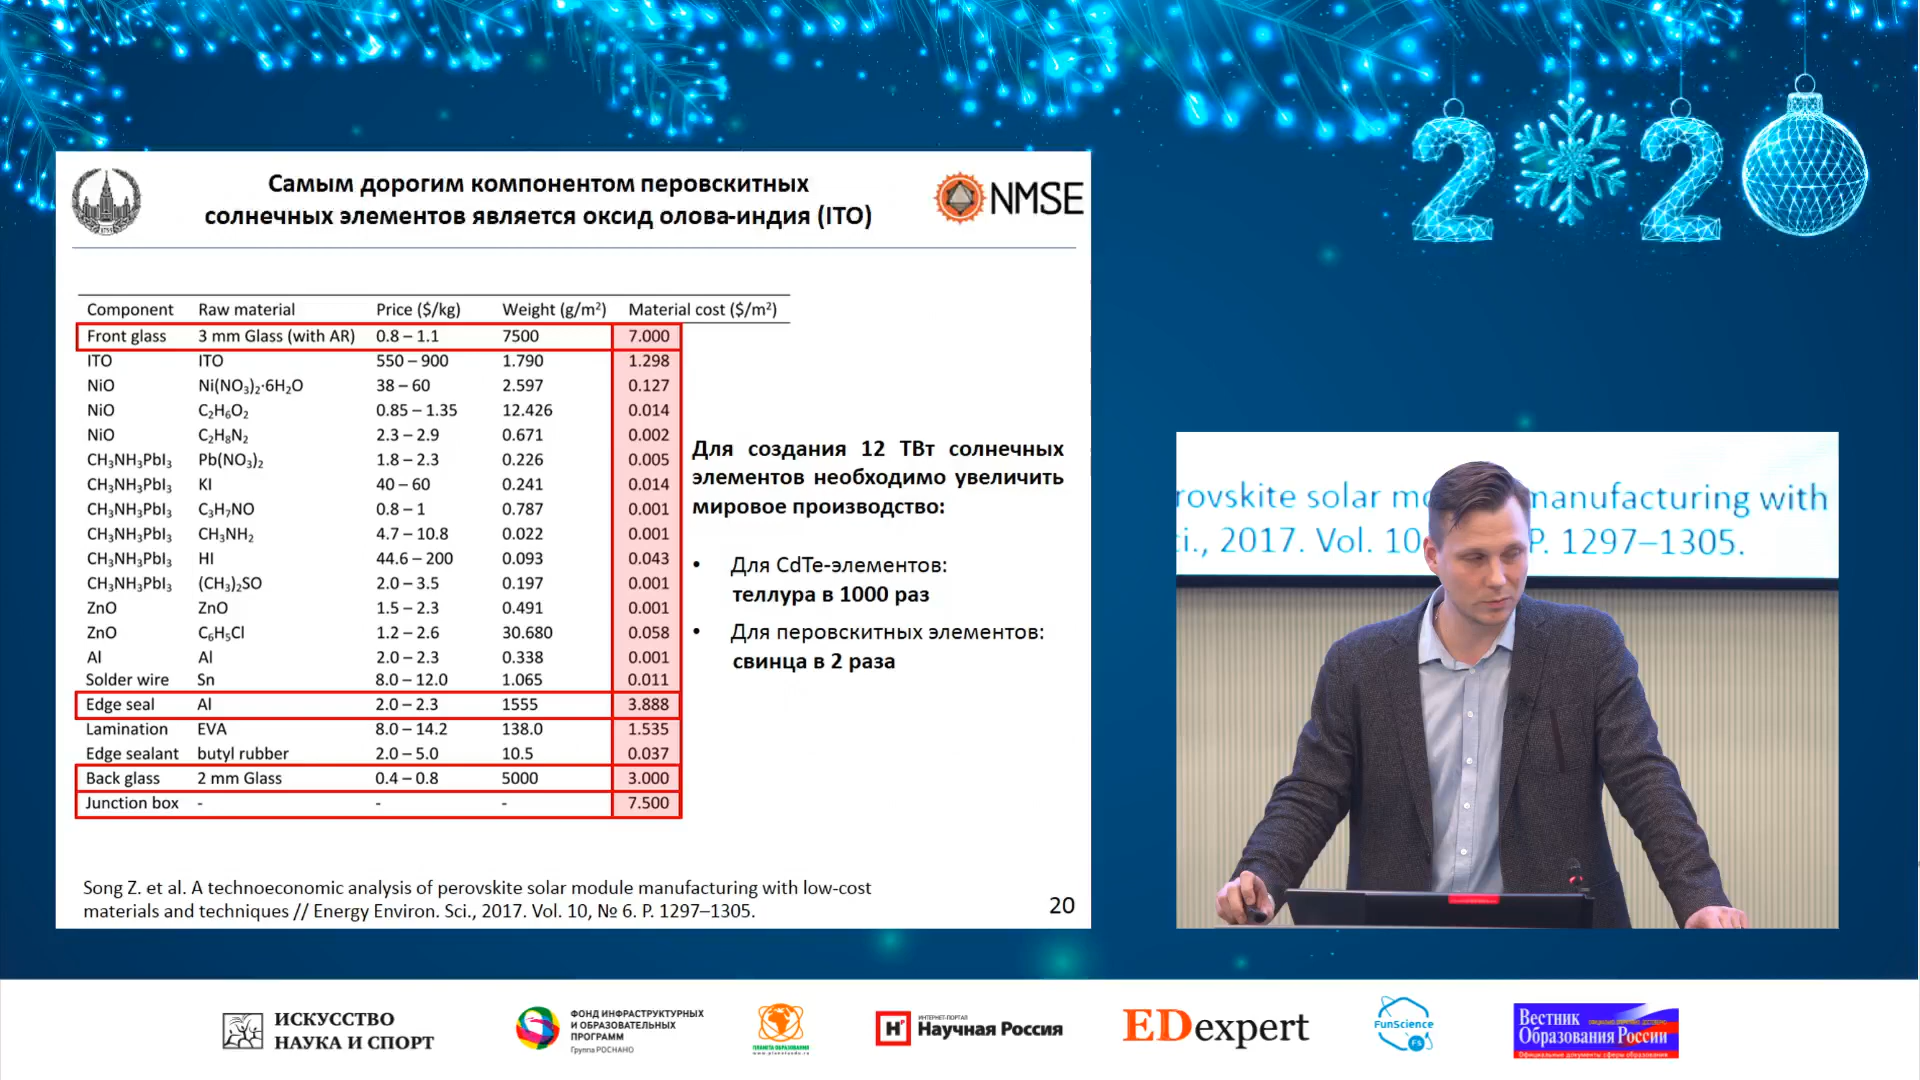 2 2
Самым дорогим компонентом перовскитных
солнечных элементов является оксид олова-индия (ITO)
NMSE
Component Raw material Price ($/kg) Weight (g/m²) Material cost ($/m²)
Front glass 3 mm Glass (with AR) 0.8 – 1.1 7500 7.000
ITO ITO 550 – 900 1.790 1.298
NiO Ni(NO₃)₂·6H₂O 38 – 60 2.597 0.127
NiO C₂H₆O₂ 0.85 – 1.35 12.426 0.014
NiO C₂H₈N₂ 2.3 – 2.9 0.671 0.002
CH₃NH₃PbI₃ Pb(NO₃)₂ 1.8 – 2.3 0.226 0.005
CH₃NH₃PbI₃ KI 40 – 60 0.241 0.014
CH₃NH₃PbI₃ C₃H₇NO 0.8 – 1 0.787 0.001
CH₃NH₃PbI₃ CH₃NH₂ 4.7 – 10.8 0.022 0.001
CH₃NH₃PbI₃ HI 44.6 – 200 0.093 0.043
CH₃NH₃PbI₃ (CH₃)₂SO 2.0 – 3.5 0.197 0.001
ZnO ZnO 1.5 – 2.3 0.491 0.001
ZnO C₆H₅Cl 1.2 – 2.6 30.680 0.058
Al Al 2.0 – 2.3 0.338 0.001
Solder wire Sn 8.0 – 12.0 1.065 0.011
Edge seal Al 2.0 – 2.3 1555 3.888
Lamination EVA 8.0 – 14.2 138.0 1.535
Edge sealant butyl rubber 2.0 – 5.0 10.5 0.037
Back glass 2 mm Glass 0.4 – 0.8 5000 3.000
Junction box - - - 7.500
Для создания 12 ТВт солнечных
элементов необходимо увеличить
мировое производство:
• Для CdTe-элементов:
теллура в 1000 раз
• Для перовскитных элементов:
свинца в 2 раза
Song Z. et al. A technoeconomic analysis of perovskite solar module manufacturing with low-cost
materials and techniques // Energy Environ. Sci., 2017. Vol. 10, № 6. P. 1297–1305.
20
rovskite solar mo manufacturing with
i., 2017. Vol. 10 P. 1297–1305.
ИСКУССТВО
НАУКА И СПОРТ
ФОНД ИНФРАСТРУКТУРНЫХ
И ОБРАЗОВАТЕЛЬНЫХ
ПРОГРАММ
Группа РОСНАНО
ПЛАНЕТА ОБРАЗОВАНИЯ
ИНТЕРНЕТ-ПОРТАЛ
Научная Россия
EDexpert
FunScience
FS
Вестник
Образования России